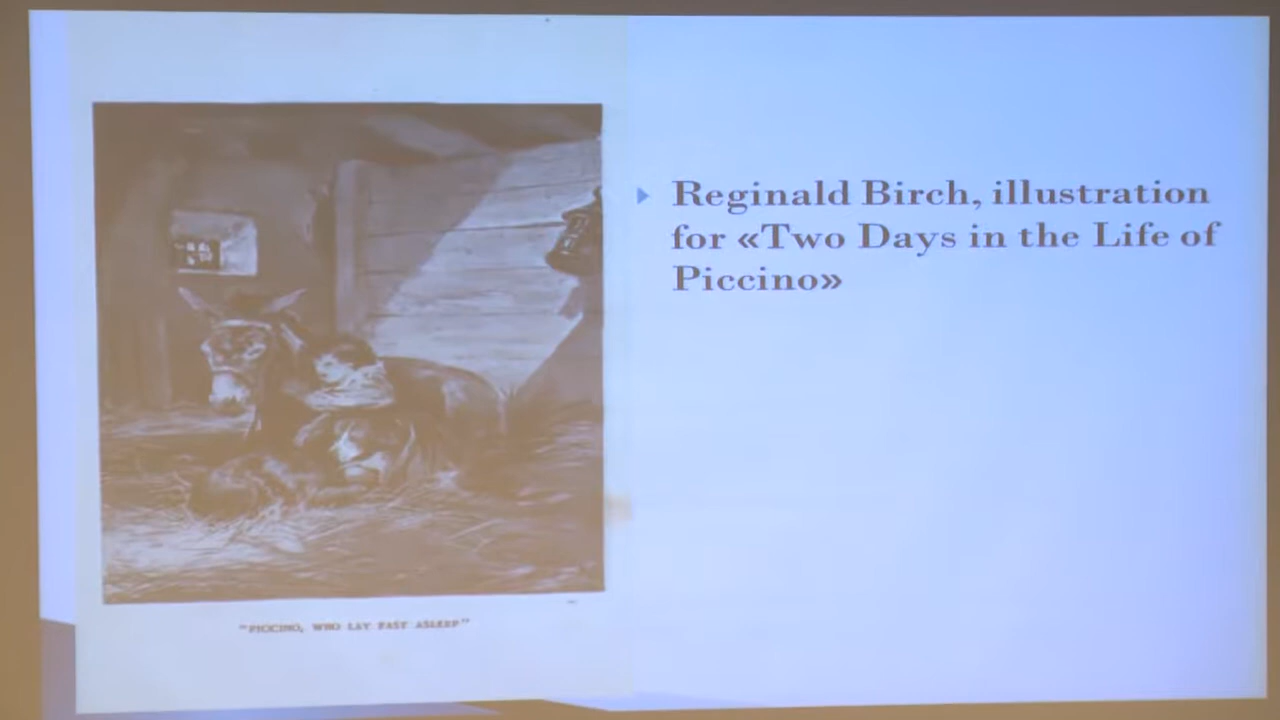 Reginald Birch, illustration
for «Two Days in the Life of
Piccino»
"PICCINO, WHO LAY FAST ASLEEP"